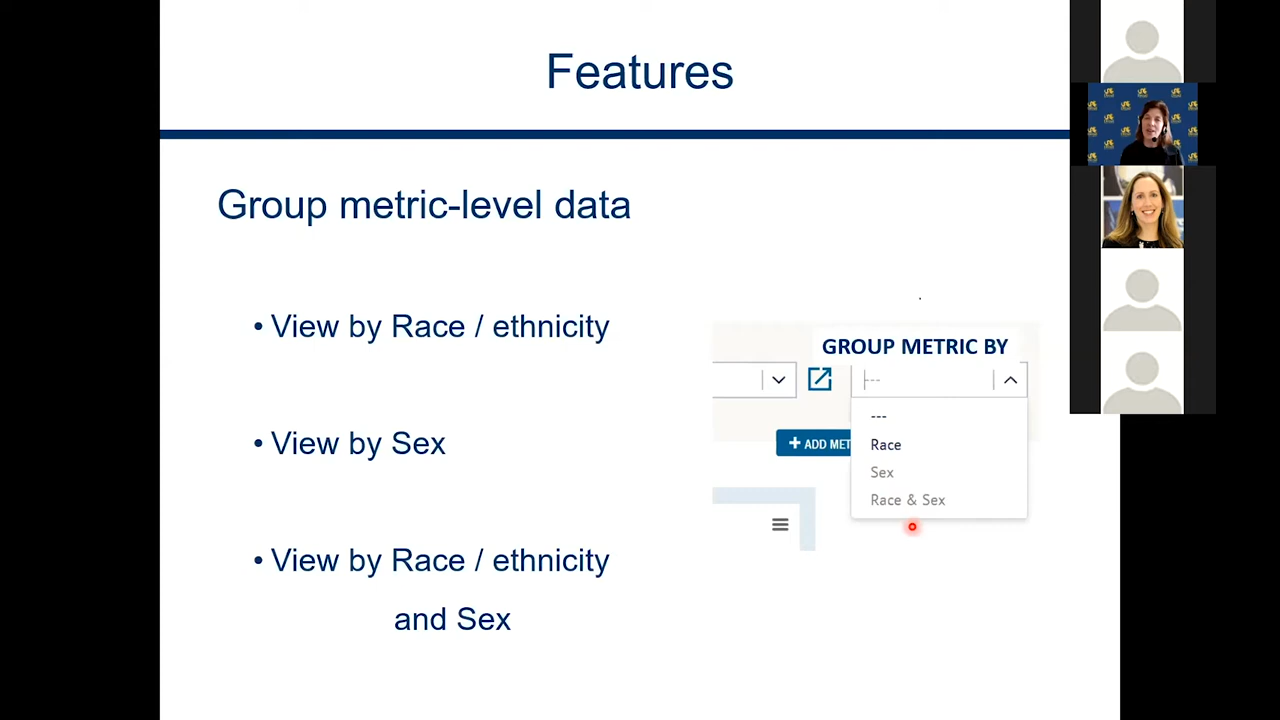 Features
Group metric-level data
• View by Race / ethnicity
• View by Sex
• View by Race / ethnicity
and Sex
GROUP METRIC BY
---
---
Race
Sex
Race & Sex
+ ADD MET